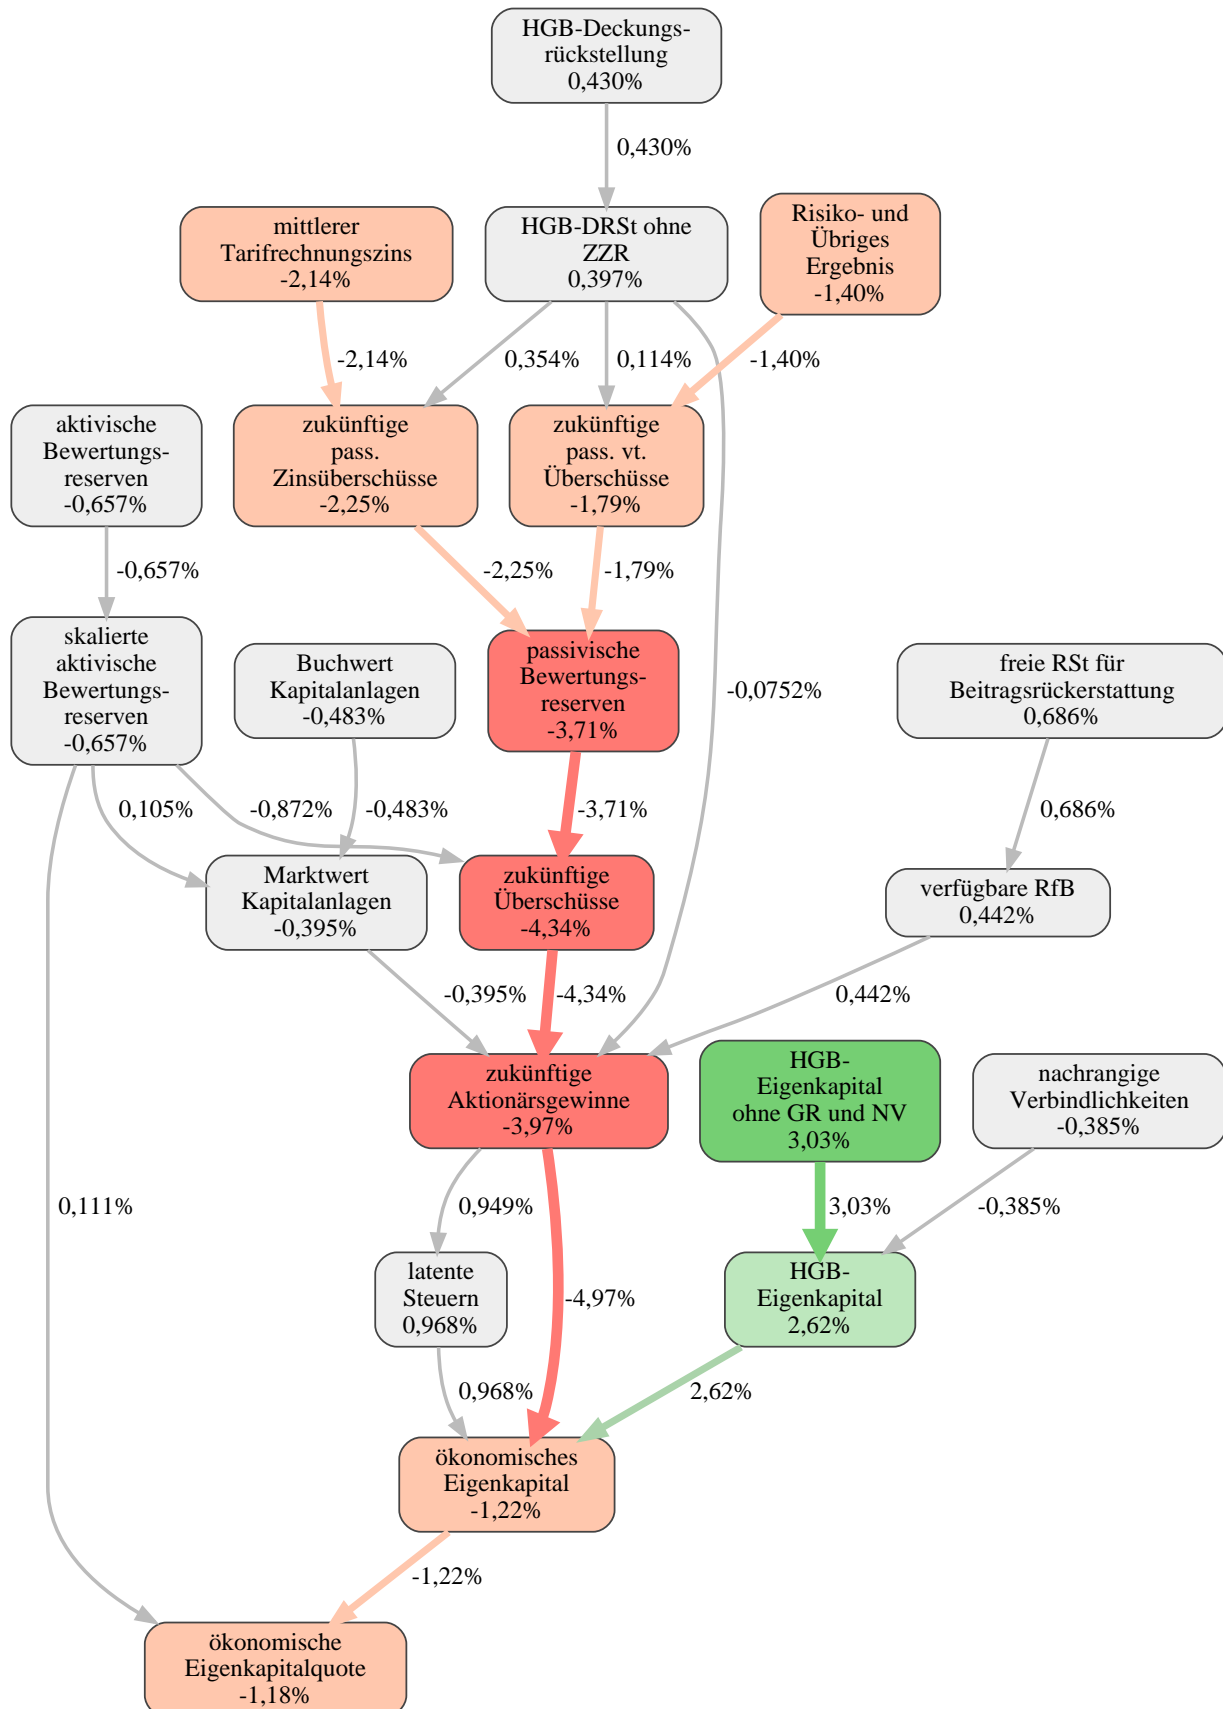 HGB-Deckungs-
rückstellung
0,430%
0,430%
mittlerer
Tarifrechnungszins
-2,14%
HGB-DRSt ohne
ZZR
0,397%
Risiko- und
Übriges
Ergebnis
-1,40%
-2,14%
0,354%
0,114%
-1,40%
aktivische
Bewertungs-
reserven
-0,657%
zukünftige
pass.
Zinsüberschüsse
-2,25%
zukünftige
pass. vt.
Überschüsse
-1,79%
-0,657%
-2,25%
-1,79%
skalierte
aktivische
Bewertungs-
reserven
-0,657%
Buchwert
Kapitalanlagen
-0,483%
passivische
Bewertungs-
reserven
-3,71%
-0,0752%
freie RSt für
Beitragsrückerstattung
0,686%
0,105%
-0,872%
-0,483%
-3,71%
0,686%
Marktwert
Kapitalanlagen
-0,395%
zukünftige
Überschüsse
-4,34%
verfügbare RfB
0,442%
-0,395%
-4,34%
0,442%
zukünftige
Aktionärsgewinne
-3,97%
HGB-
Eigenkapital
ohne GR und NV
3,03%
nachrangige
Verbindlichkeiten
-0,385%
0,111%
0,949%
-4,97%
3,03%
-0,385%
latente
Steuern
0,968%
HGB-
Eigenkapital
2,62%
0,968%
2,62%
ökonomisches
Eigenkapital
-1,22%
-1,22%
ökonomische
Eigenkapitalquote
-1,18%